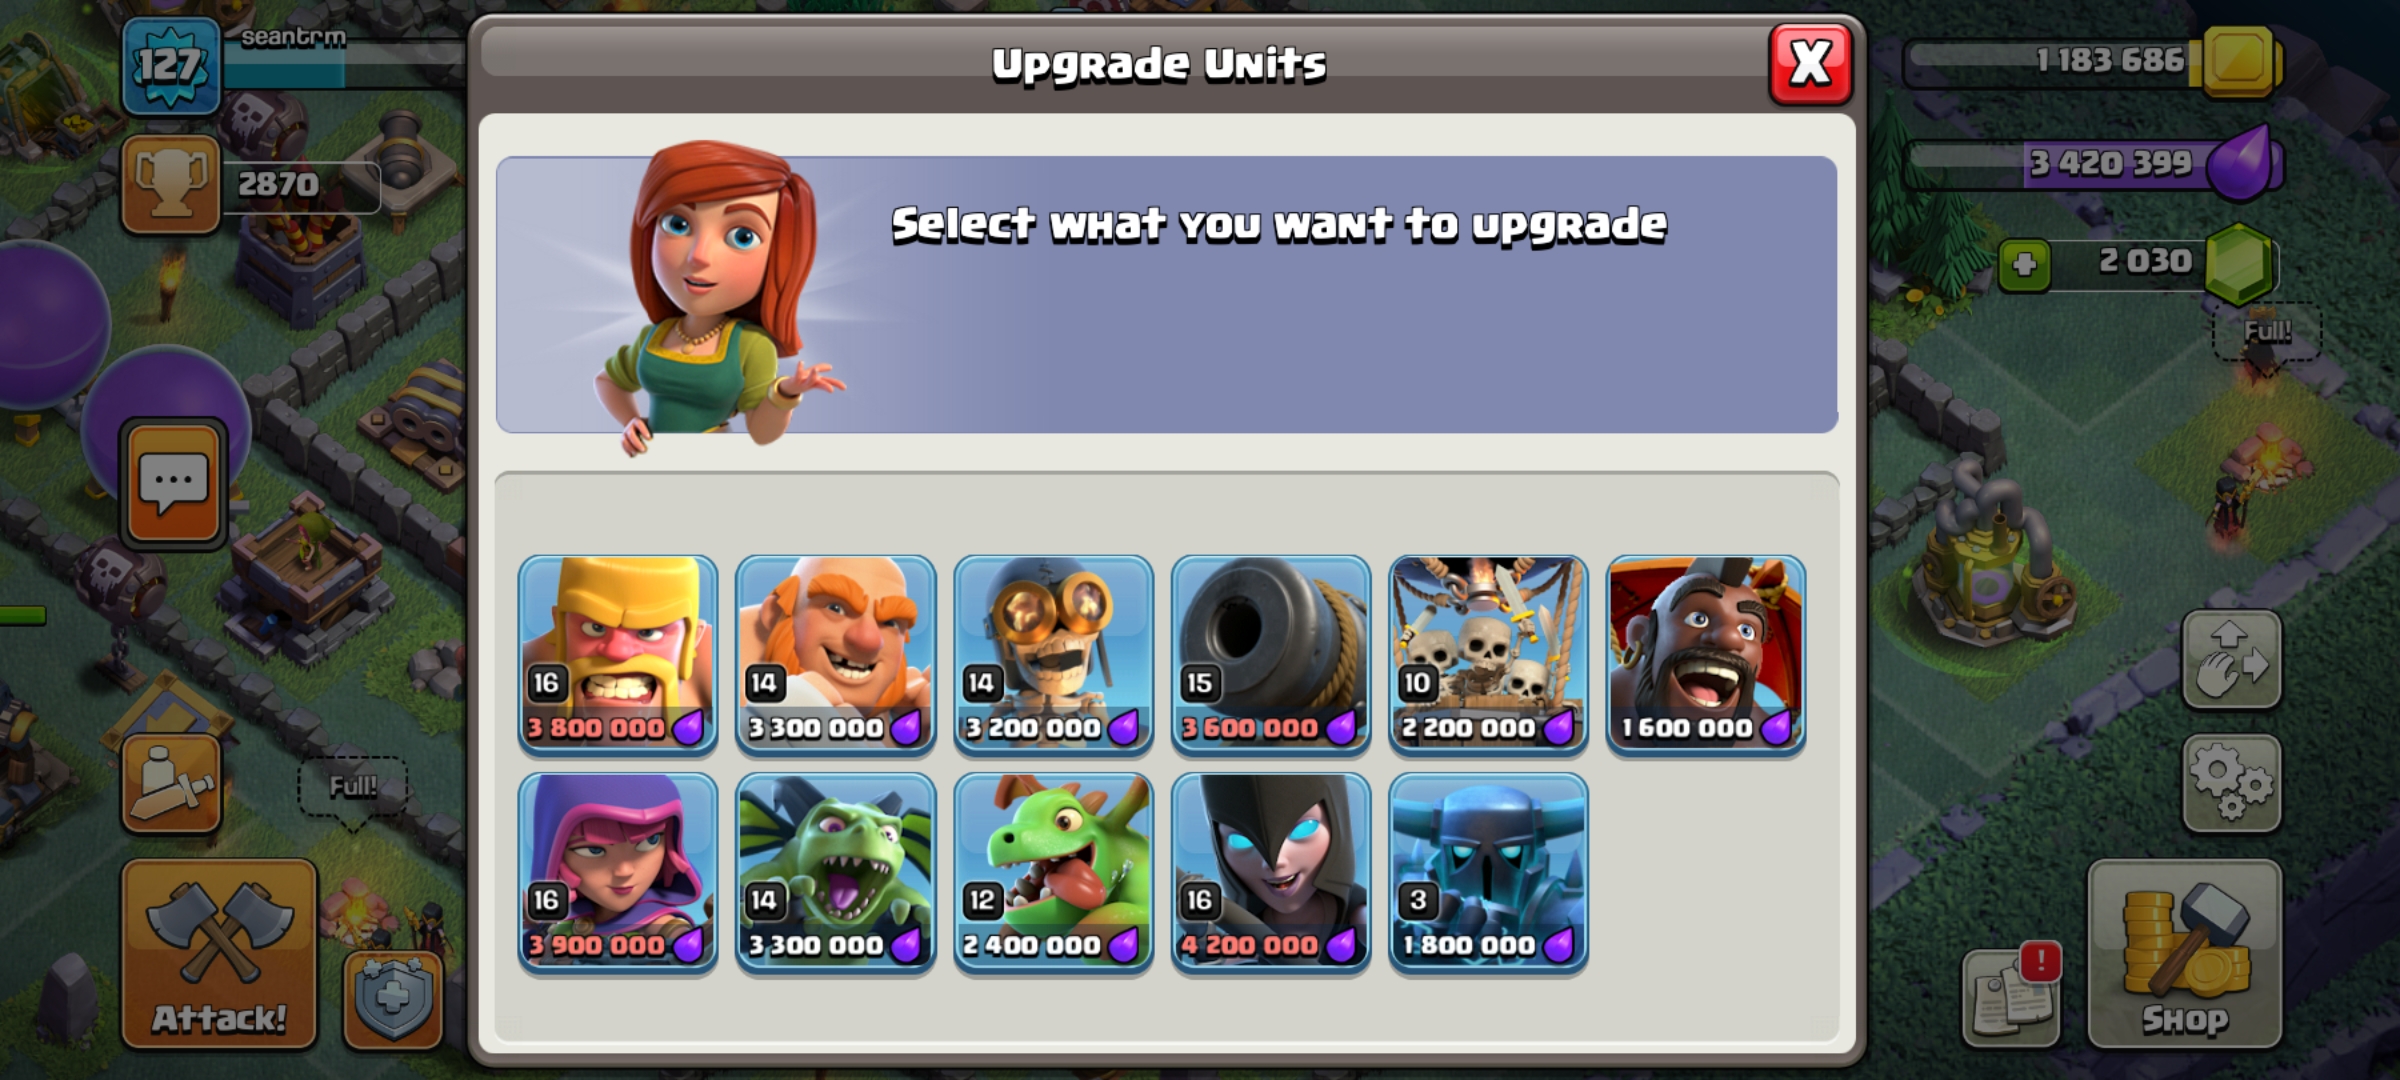 127
seantrm
Upgrade Units
X
1 183 686
2870
3 420 399
2 030
Select what you want to upgrade
Full!
16
14
14
15
10
3 800 000
3 300 000
3 200 000
3 600 000
2 200 000
1 600 000
Full!
16
14
12
16
3
3 900 000
3 300 000
2 400 000
4 200 000
1 800 000
!
Attack!
Shop